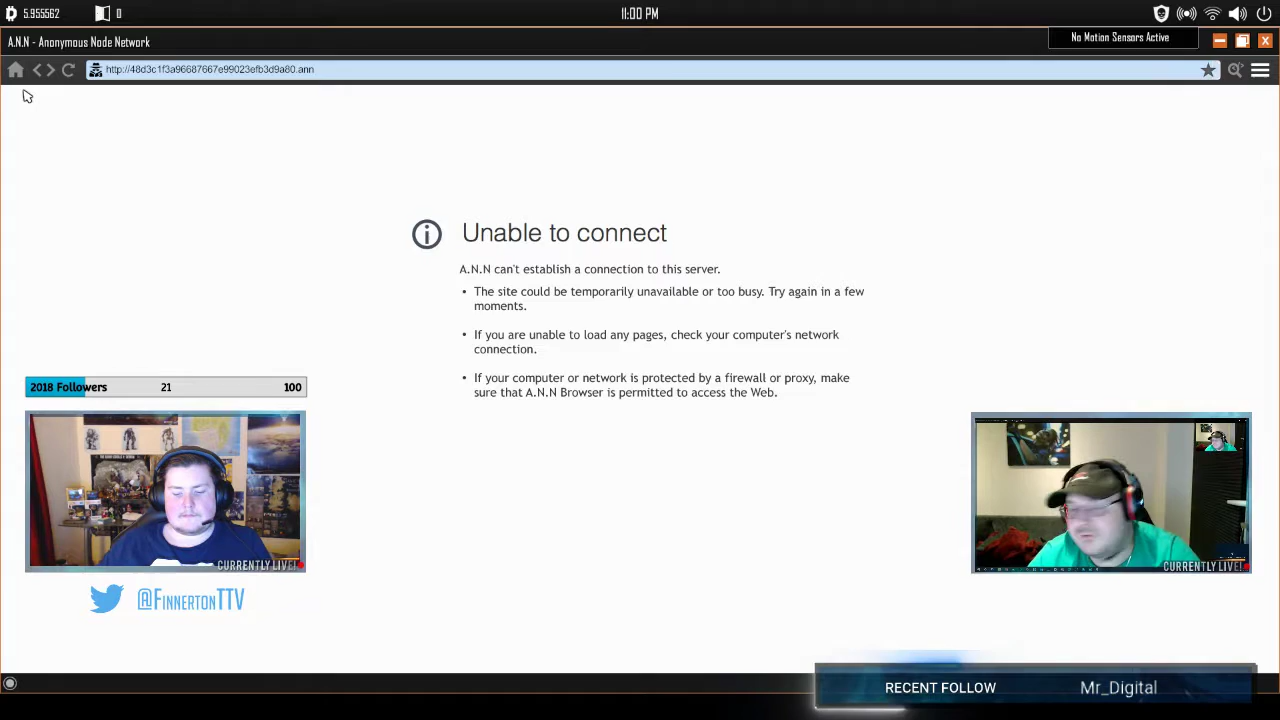 5.955562
0
11:00 PM
A.N.N - Anonymous Node Network
No Motion Sensors Active
http://48d3c1f3a96687667e99023efb3d9a80.ann
Unable to connect
A.N.N can't establish a connection to this server.
• The site could be temporarily unavailable or too busy. Try again in a few
moments.
• If you are unable to load any pages, check your computer's network
connection.
• If your computer or network is protected by a firewall or proxy, make
sure that A.N.N Browser is permitted to access the Web.
2018 Followers 21 100
CURRENTLY LIVE!
CURRENTLY LIVE!
@FinnertonTTV
RECENT FOLLOW Mr_Digital